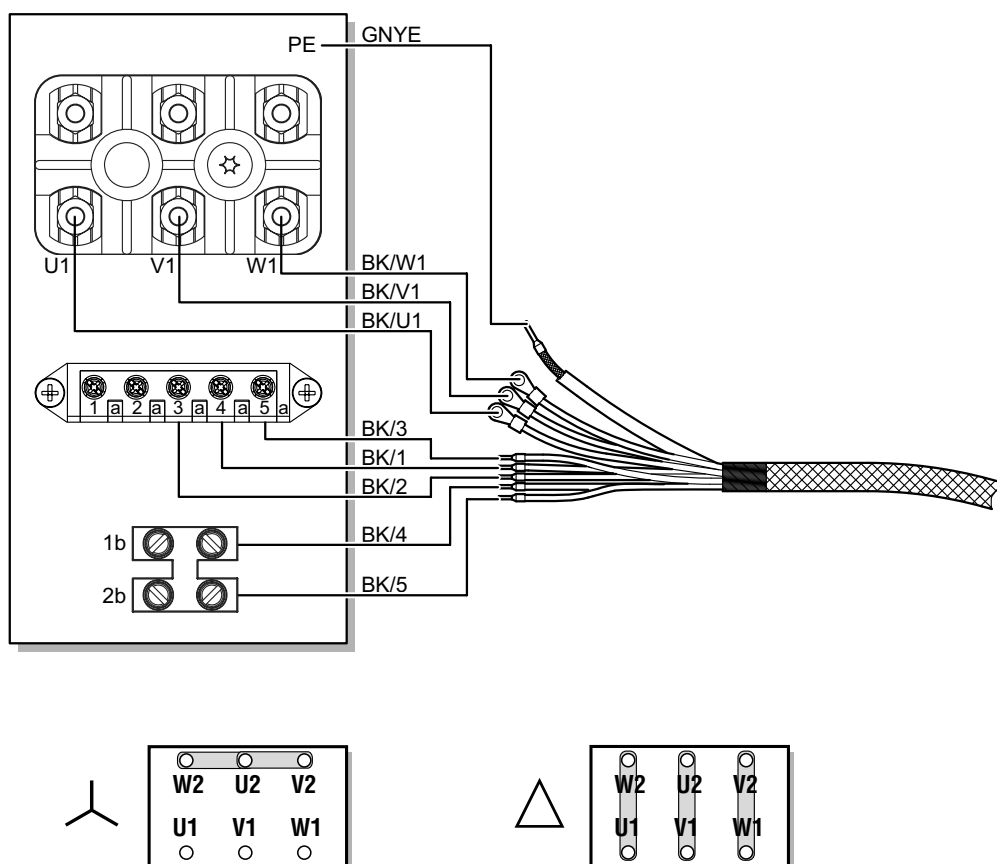 PE GNYE
U1 V1 W1
BK/W1
BK/V1
BK/U1
1 a 2 a 3 a 4 a 5 a
BK/3
BK/1
BK/2
1b BK/4
2b BK/5
W2 U2 V2
U1 V1 W1
W2 U2 V2
U1 V1 W1